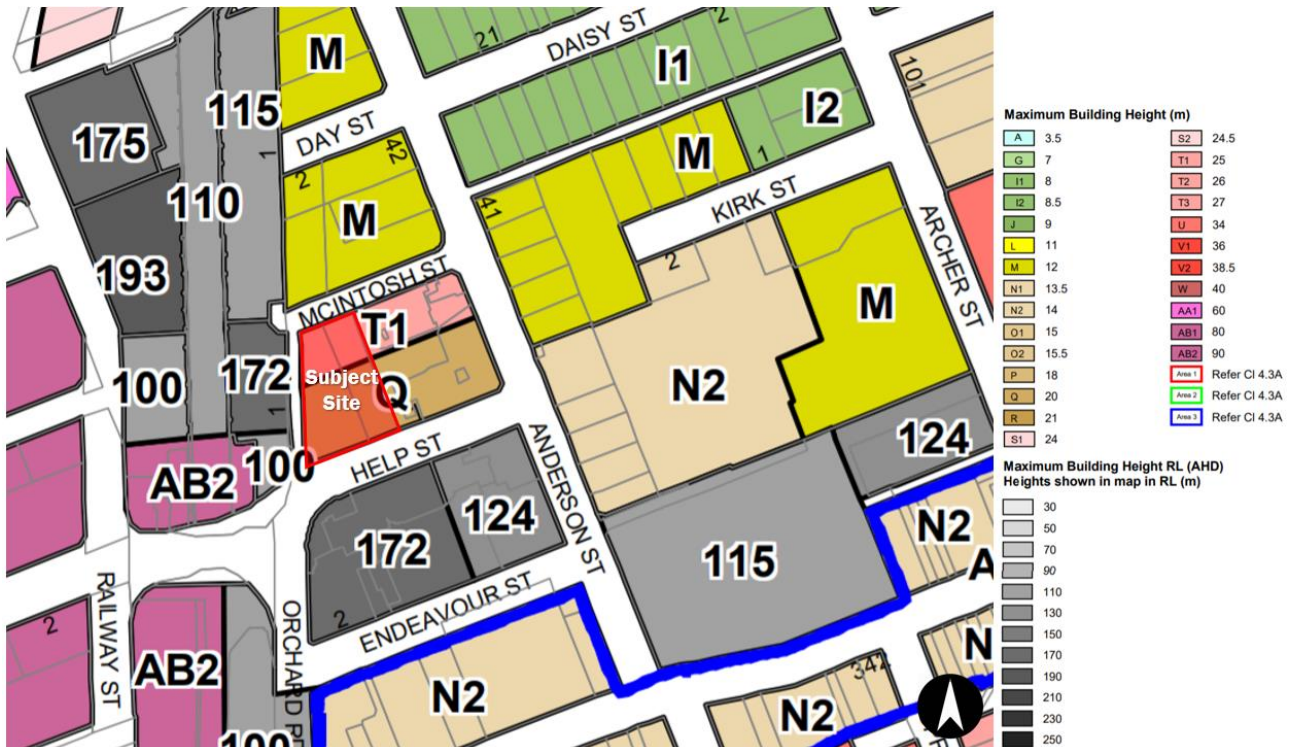 M
DAISY ST
21
2
I1
101
115
175
DAY ST
42
I2
M
1
1
2
110
M
41
KIRK ST
ARCHER ST
193
MCINTOSH ST
2
M
T1
100
172
Subject
Site
Q
N2
1
HELP ST
ANDERSON ST
124
AB2
100
124
172
115
N2
A
RAILWAY ST
2
ENDEAVOUR ST
2
ORCHARD RD
AB2
N2
342
N
N2
100
Maximum Building Height (m)
A 3.5
G 7
I1 8
I2 8.5
J 9
L 11
M 12
N1 13.5
N2 14
O1 15
O2 15.5
P 18
Q 20
R 21
S1 24
S2 24.5
T1 25
T2 26
T3 27
U 34
V1 36
V2 38.5
W 40
AA1 60
AB1 80
AB2 90
Area 1 Refer Cl 4.3A
Area 2 Refer Cl 4.3A
Area 3 Refer Cl 4.3A
Maximum Building Height RL (AHD)
Heights shown in map in RL (m)
30
50
70
90
110
130
150
170
190
210
230
250